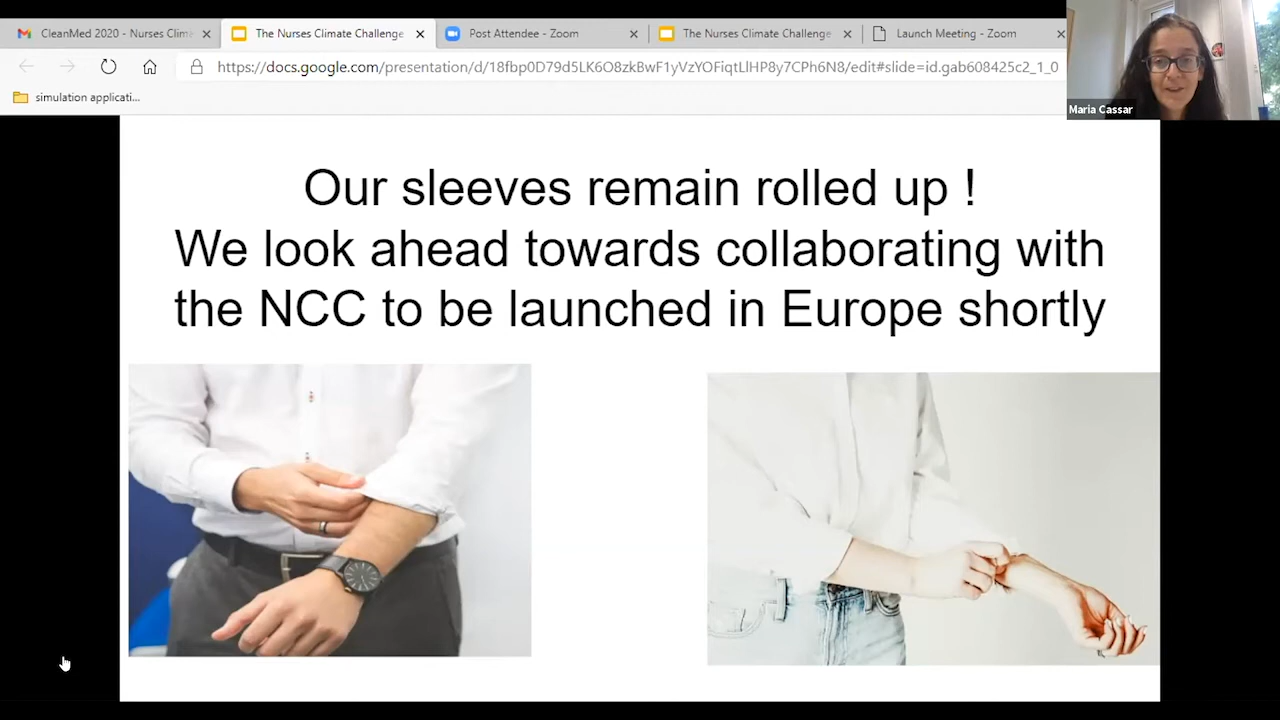 CleanMed 2020 - Nurses Clim
The Nurses Climate Challenge
Post Attendee - Zoom
The Nurses Climate Challenge
Launch Meeting - Zoom
https://docs.google.com/presentation/d/18fbp0D79d5LK6O8zkBwF1yVzYOFiqtLlHP8y7CPh6N8/edit#slide=id.gab608425c2_1_0
simulation applicati...
Maria Cassar
Our sleeves remain rolled up !
We look ahead towards collaborating with
the NCC to be launched in Europe shortly